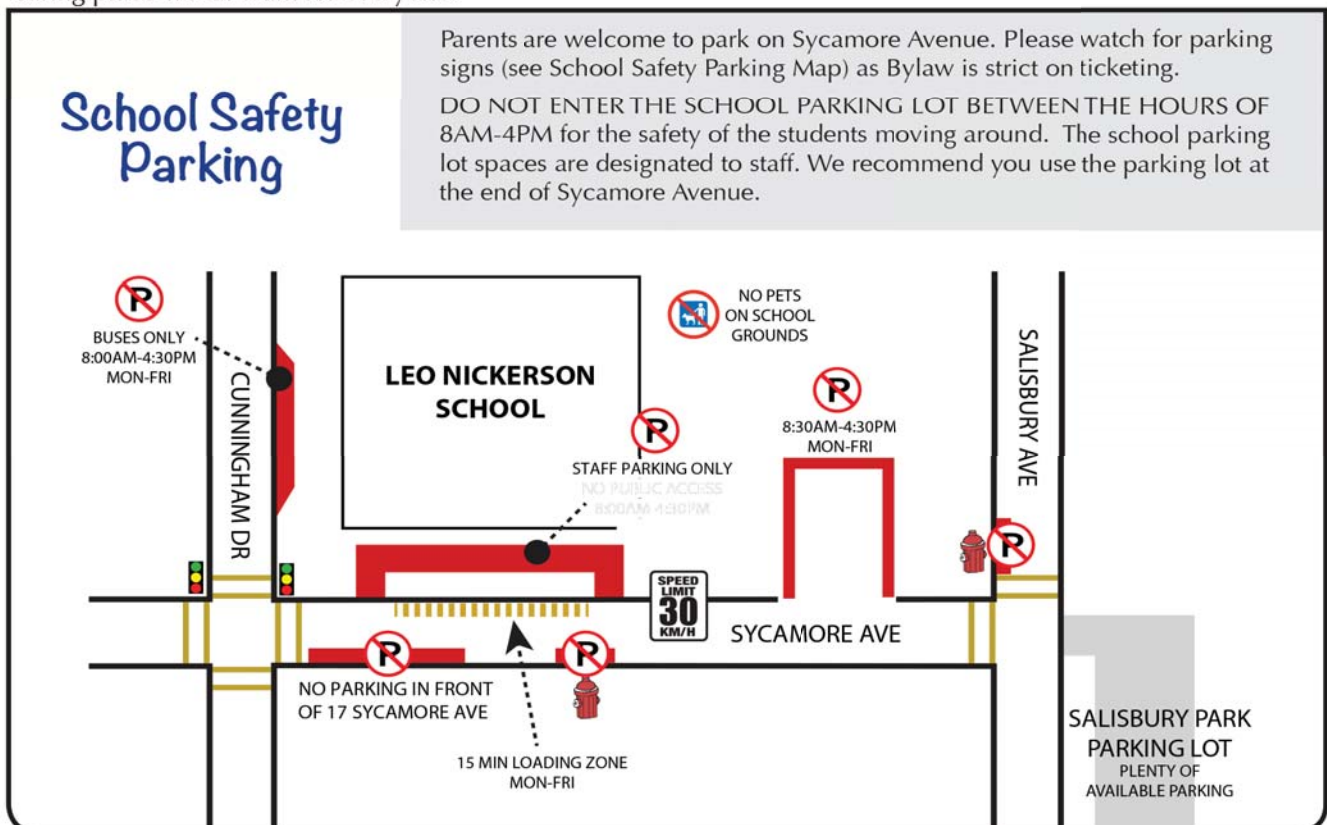 School Safety
Parking
Parents are welcome to park on Sycamore Avenue. Please watch for parking
signs (see School Safety Parking Map) as Bylaw is strict on ticketing.
DO NOT ENTER THE SCHOOL PARKING LOT BETWEEN THE HOURS OF
8AM-4PM for the safety of the students moving around. The school parking
lot spaces are designated to staff. We recommend you use the parking lot at
the end of Sycamore Avenue.
P
BUSES ONLY
8:00AM-4:30PM
MON-FRI
CUNNINGHAM DR
LEO NICKERSON
SCHOOL
NO PETS
ON SCHOOL
GROUNDS
P
STAFF PARKING ONLY
NO PUBLIC ACCESS
8:00AM-4:30PM
P
8:30AM-4:30PM
MON-FRI
SALISBURY AVE
P
SPEED
LIMIT
30
KM/H
SYCAMORE AVE
P
NO PARKING IN FRONT
OF 17 SYCAMORE AVE
P
15 MIN LOADING ZONE
MON-FRI
SALISBURY PARK
PARKING LOT
PLENTY OF
AVAILABLE PARKING